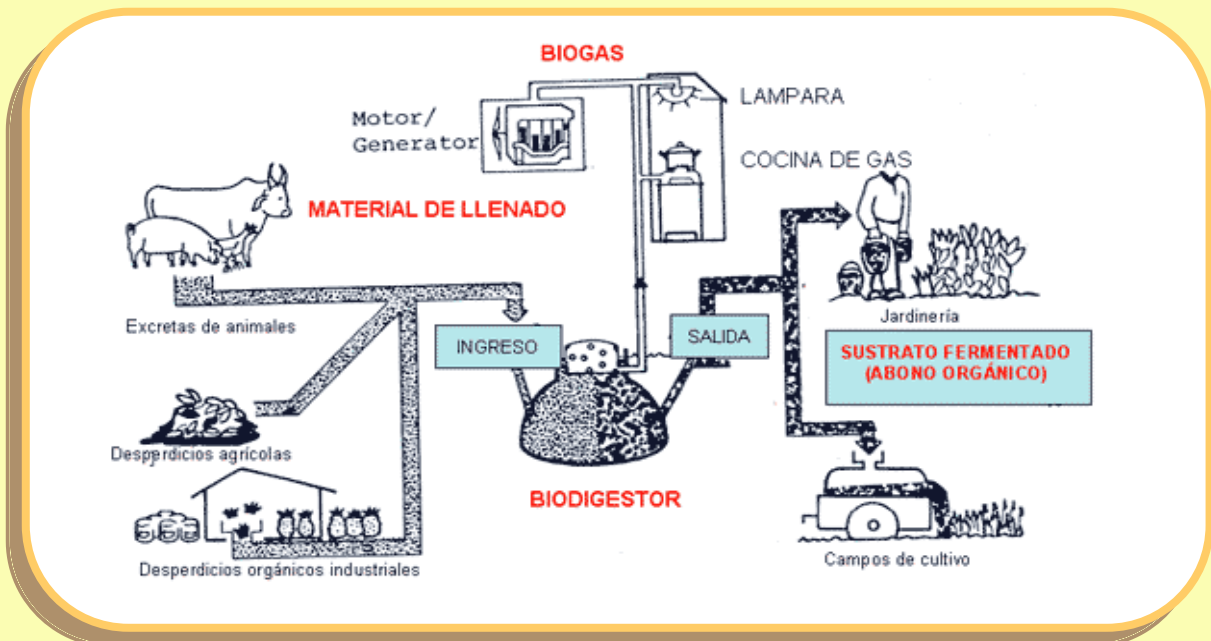 BIOGAS
Motor/
Generator
LAMPARA
COCINA DE GAS
MATERIAL DE LLENADO
Excretas de animales
INGRESO
SALIDA
Jardinería
SUSTRATO FERMENTADO
(ABONO ORGÁNICO)
Desperdicios agrícolas
BIODIGESTOR
Desperdicios orgánicos industriales
Campos de cultivo